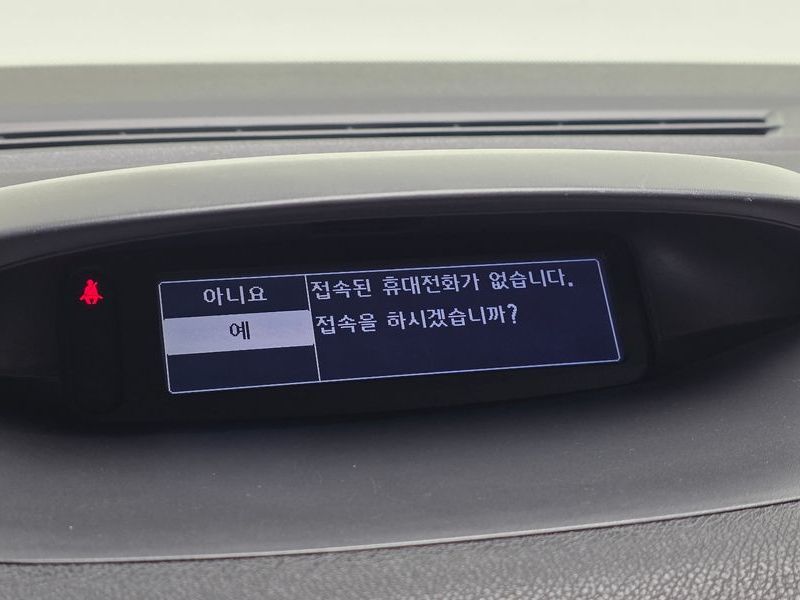 아니요
예
접속된 휴대전화가 없습니다.
접속을 하시겠습니까?